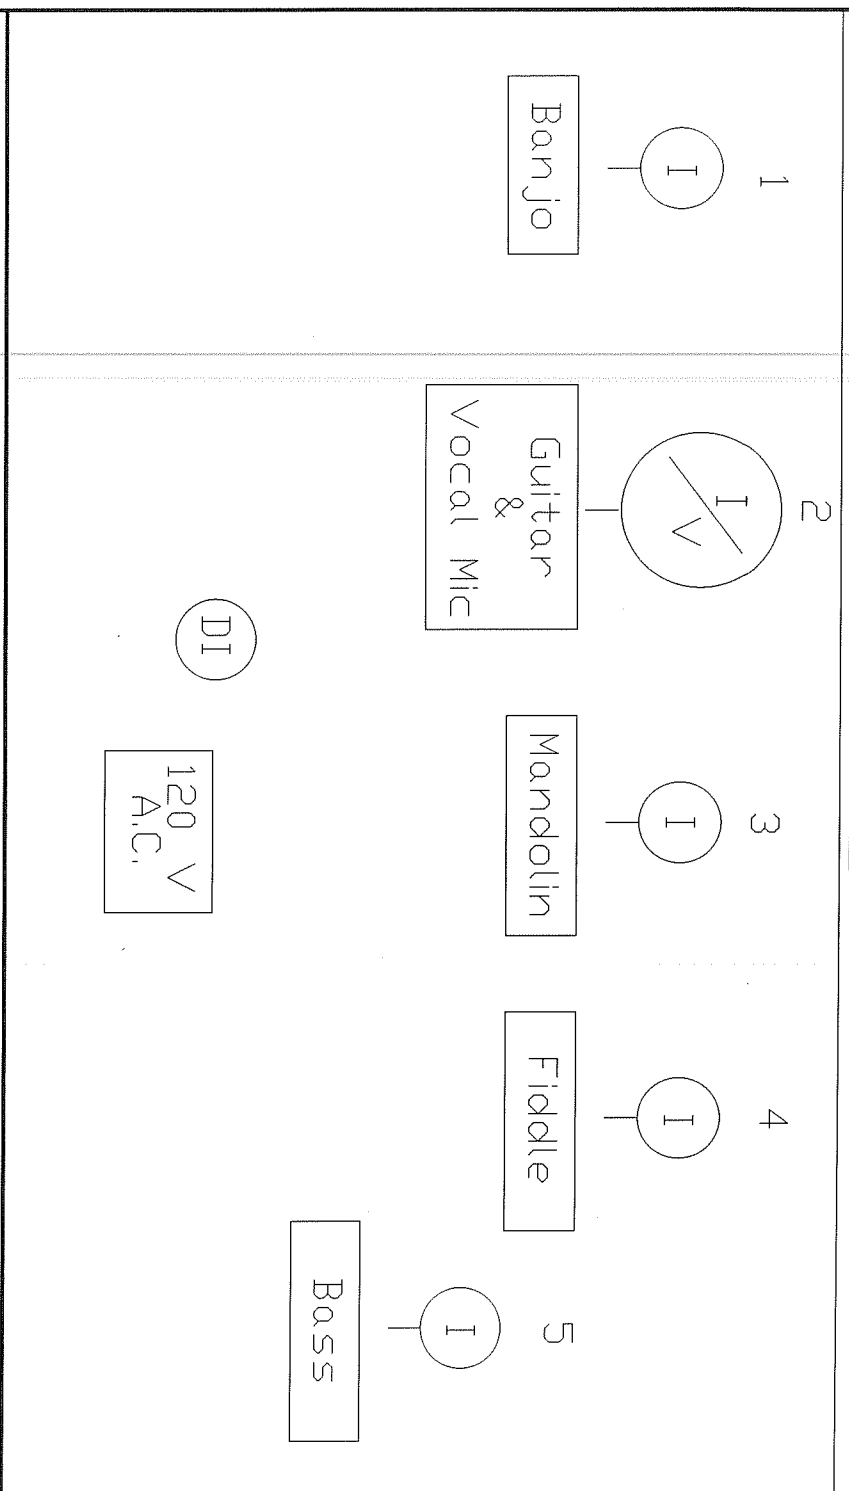 1
I
Banjo
2
I
V
Guitar
&
Vocal Mic
3
I
Mandolin
4
I
Fiddle
5
I
Bass
DI
120 V
A.C.